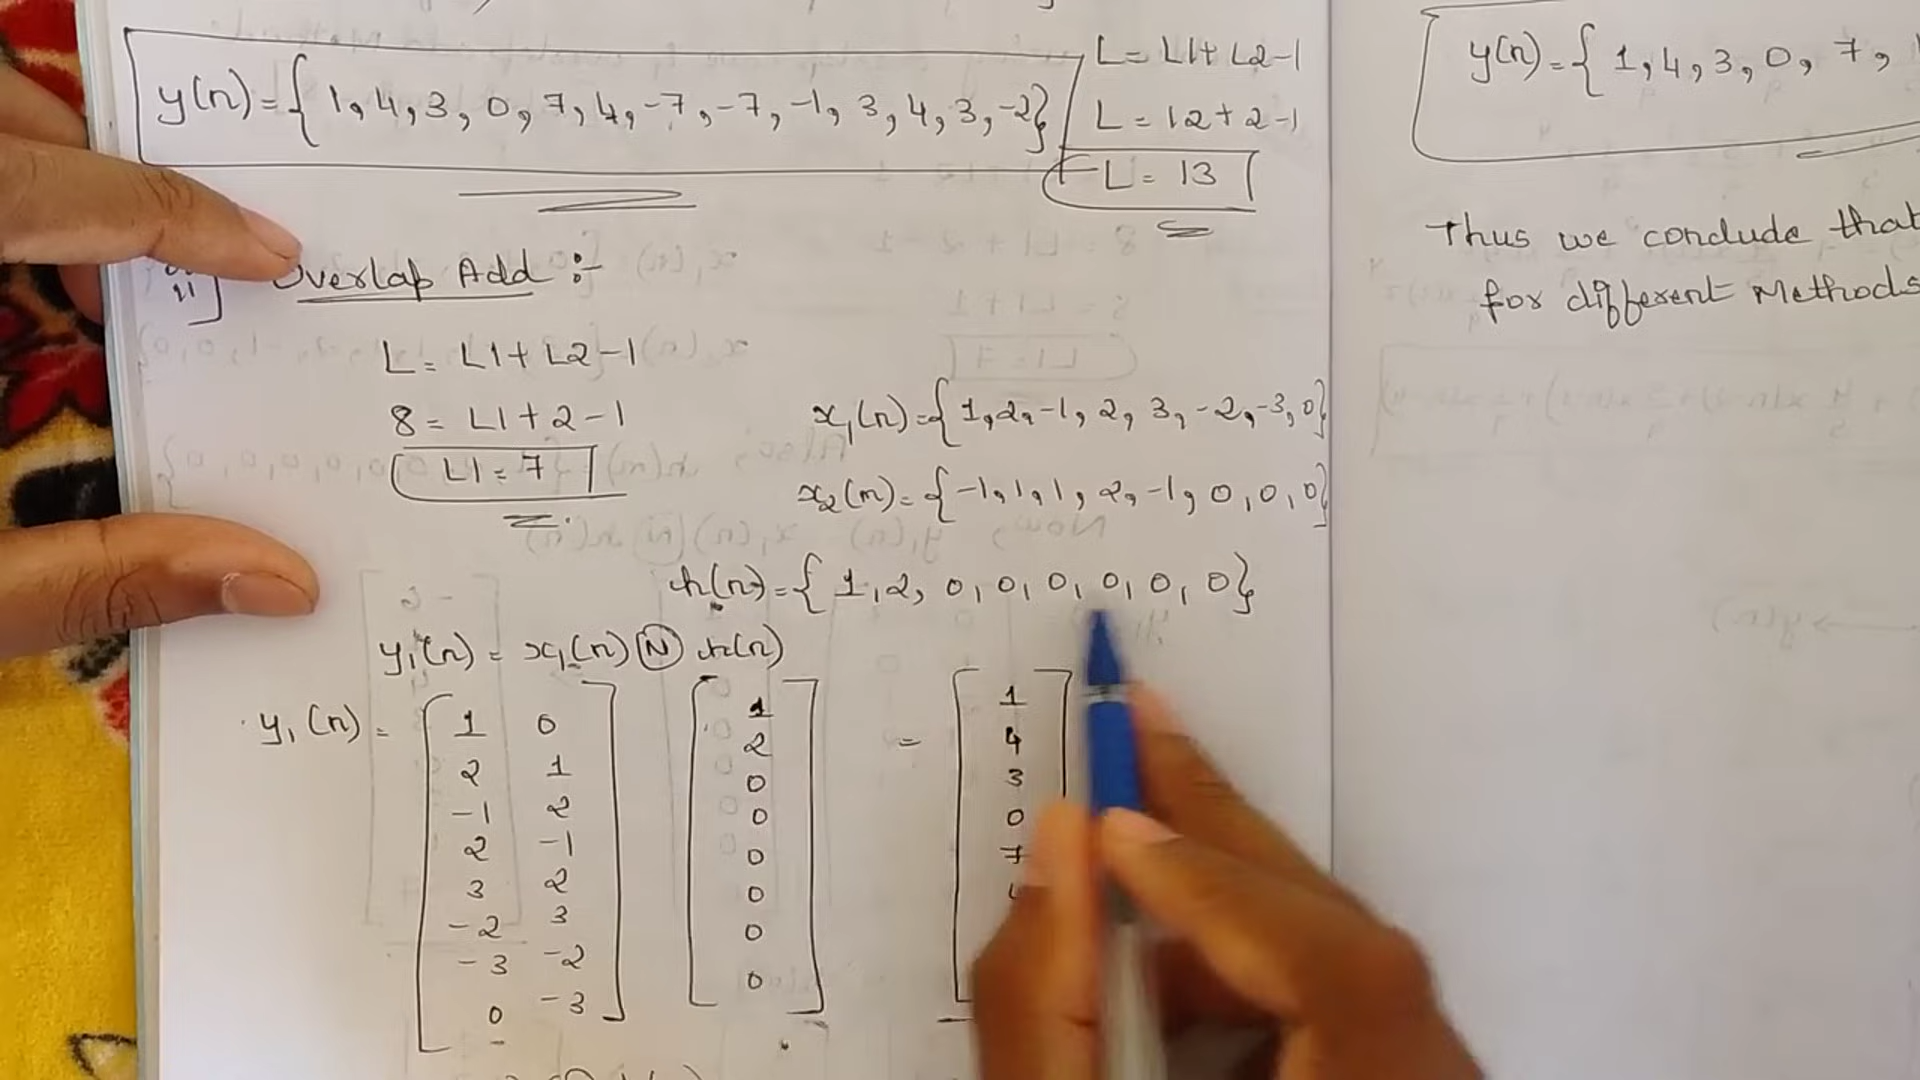 y(n) = { 1, 4, 3, 0, 7, 4, -7, -7, -1, 3, 4, 3, -2}
L = L1 + L2 - 1
L = 12 + 2 - 1
L = 13
Overlap Add :-
L = L1 + L2 - 1
8 = L1 + 2 - 1
L1 = 7
x1(n) = { 1, 2, -1, 2, 3, -2, -3, 0}
x2(n) = { -1, 1, 1, 2, -1, 0, 0, 0}
h(n) = { 1, 2, 0, 0, 0, 0, 0, 0}
y1(n) = x1(n) Ⓝ h(n)
y1(n) = [ 1 0 [ 1 = [ 1
2 1 2 4
-1 2 0 3
2 -1 0 0
3 2 0 7
-2 3 0
-3 -2 0
0 -3 0
y(n) = { 1, 4, 3, 0, 7,
Thus we conclude that
for different Methods